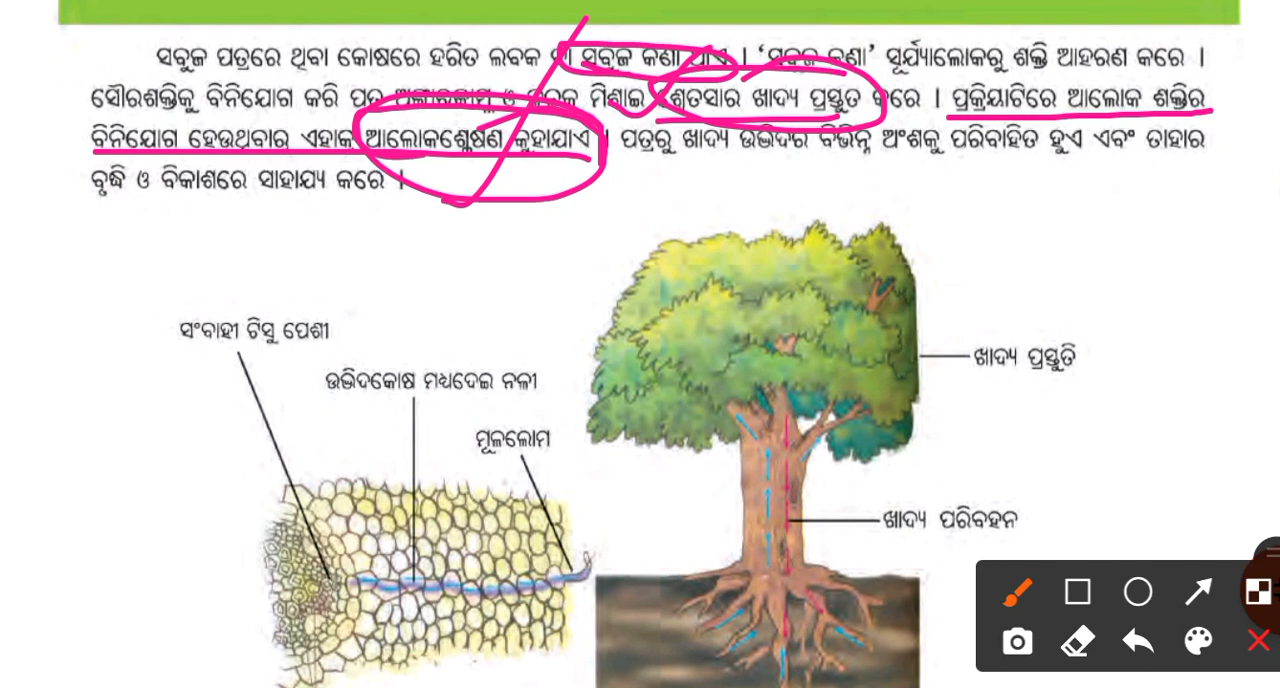 ସବୁଜ ପତ୍ରରେ ଥିବା କୋଷରେ ହରିତ ଲବକ ବା ସବୁଜ କଣା ଥାଏ । ‘ସବୁଜ କଣା’ ସୂର୍ଯ୍ୟାଲୋକରୁ ଶକ୍ତି ଆହରଣ କରେ ।
ସୌରଶକ୍ତିକୁ ବିନିଯୋଗ କରି ପତ୍ର ଅଙ୍ଗାରକାମ୍ଳ ଓ ଜଳକୁ ମିଶାଇ ଶ୍ୱେତସାର ଖାଦ୍ୟ ପ୍ରସ୍ତୁତ କରେ । ପ୍ରକ୍ରିୟାଟିରେ ଆଲୋକ ଶକ୍ତିର
ବିନିଯୋଗ ହେଉଥିବାରୁ ଏହାକୁ ଆଲୋକଶ୍ଳେଷଣ କୁହାଯାଏ । ପତ୍ରରୁ ଖାଦ୍ୟ ଉଦ୍ଭିଦର ବିଭିନ୍ନ ଅଂଶକୁ ପରିବାହିତ ହୁଏ ଏବଂ ତାହାର
ବୃଦ୍ଧି ଓ ବିକାଶରେ ସାହାଯ୍ୟ କରେ ।
ସଂବାହୀ ଟିସୁ ପେଶୀ
ଉଦ୍ଭିଦକୋଷ ମଧ୍ୟଦେଇ ନଳୀ
ମୂଳଲୋମ
ଖାଦ୍ୟ ପ୍ରସ୍ତୁତି
ଖାଦ୍ୟ ପରିବହନ